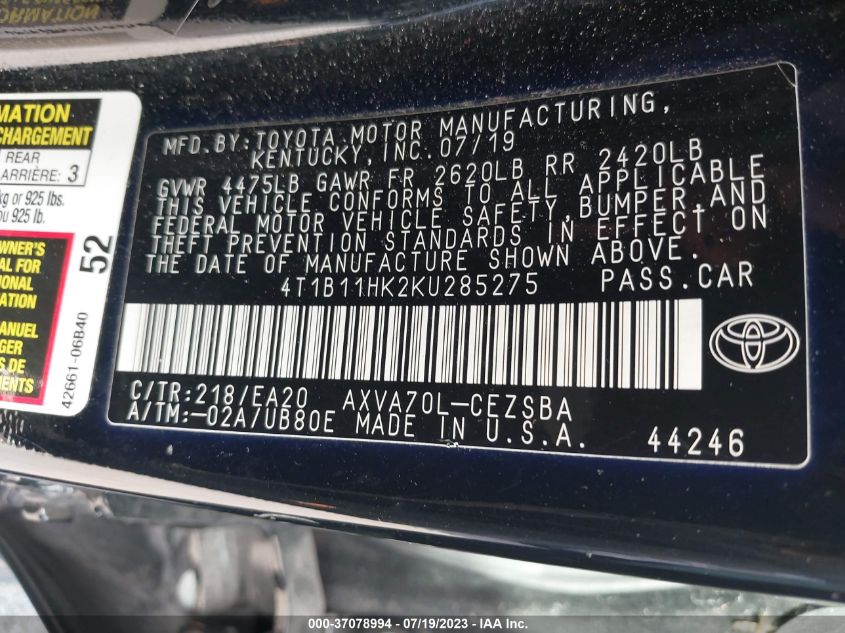 MATION
CHARGEMENT
REAR
ARRIÈRE: 3
kg or 925 lbs.
ou 925 lb.
OWNER'S
AL FOR
IONAL
ATION
MANUEL
GER
S DE
MENTS
52
42661-06B40
MFD. BY: TOYOTA MOTOR MANUFACTURING,
KENTUCKY, INC. 07/19
GVWR 4475LB GAWR FR 2620LB RR 2420LB
THIS VEHICLE CONFORMS TO ALL APPLICABLE
FEDERAL MOTOR VEHICLE SAFETY, BUMPER, AND
THEFT PREVENTION STANDARDS IN EFFECT ON
THE DATE OF MANUFACTURE SHOWN ABOVE.
4T1B11HK2KU285275 PASS.CAR
C/TR:218/EA20 AXVA70L-CEZSBA
A/TM:-02A/UB80E MADE IN U.S.A.
44246
000-37078994 / 07/19/2023 - IAA Inc.